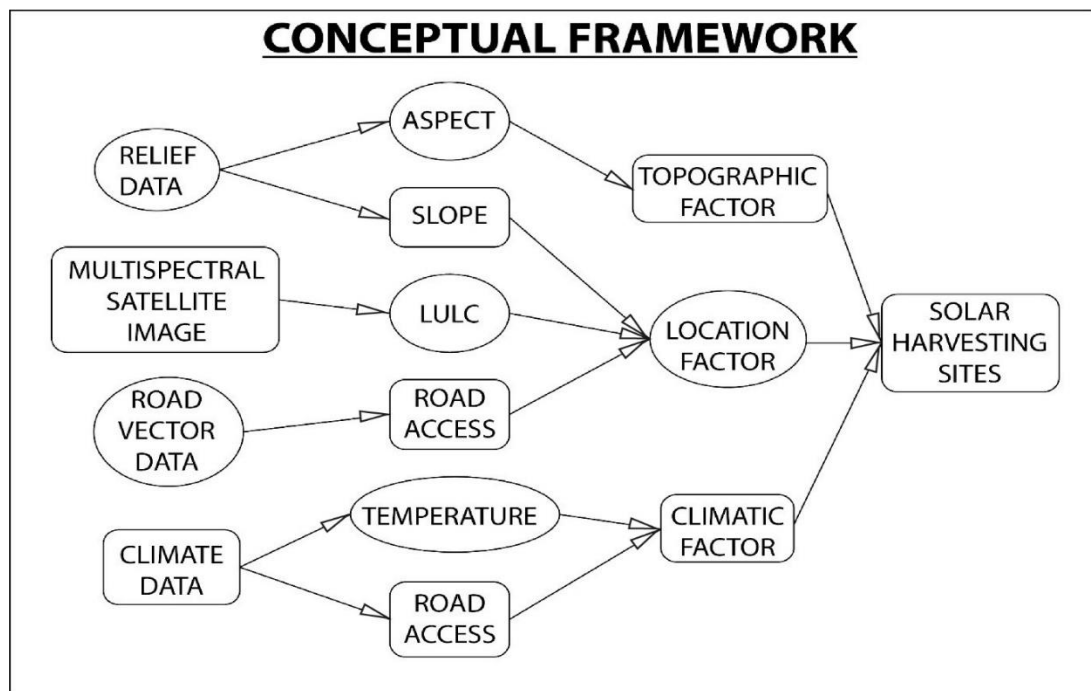 CONCEPTUAL FRAMEWORK
RELIEF
DATA
MULTISPECTRAL
SATELLITE
IMAGE
ROAD
VECTOR
DATA
CLIMATE
DATA
ASPECT
SLOPE
LULC
ROAD
ACCESS
TEMPERATURE
ROAD
ACCESS
TOPOGRAPHIC
FACTOR
LOCATION
FACTOR
CLIMATIC
FACTOR
SOLAR
HARVESTING
SITES